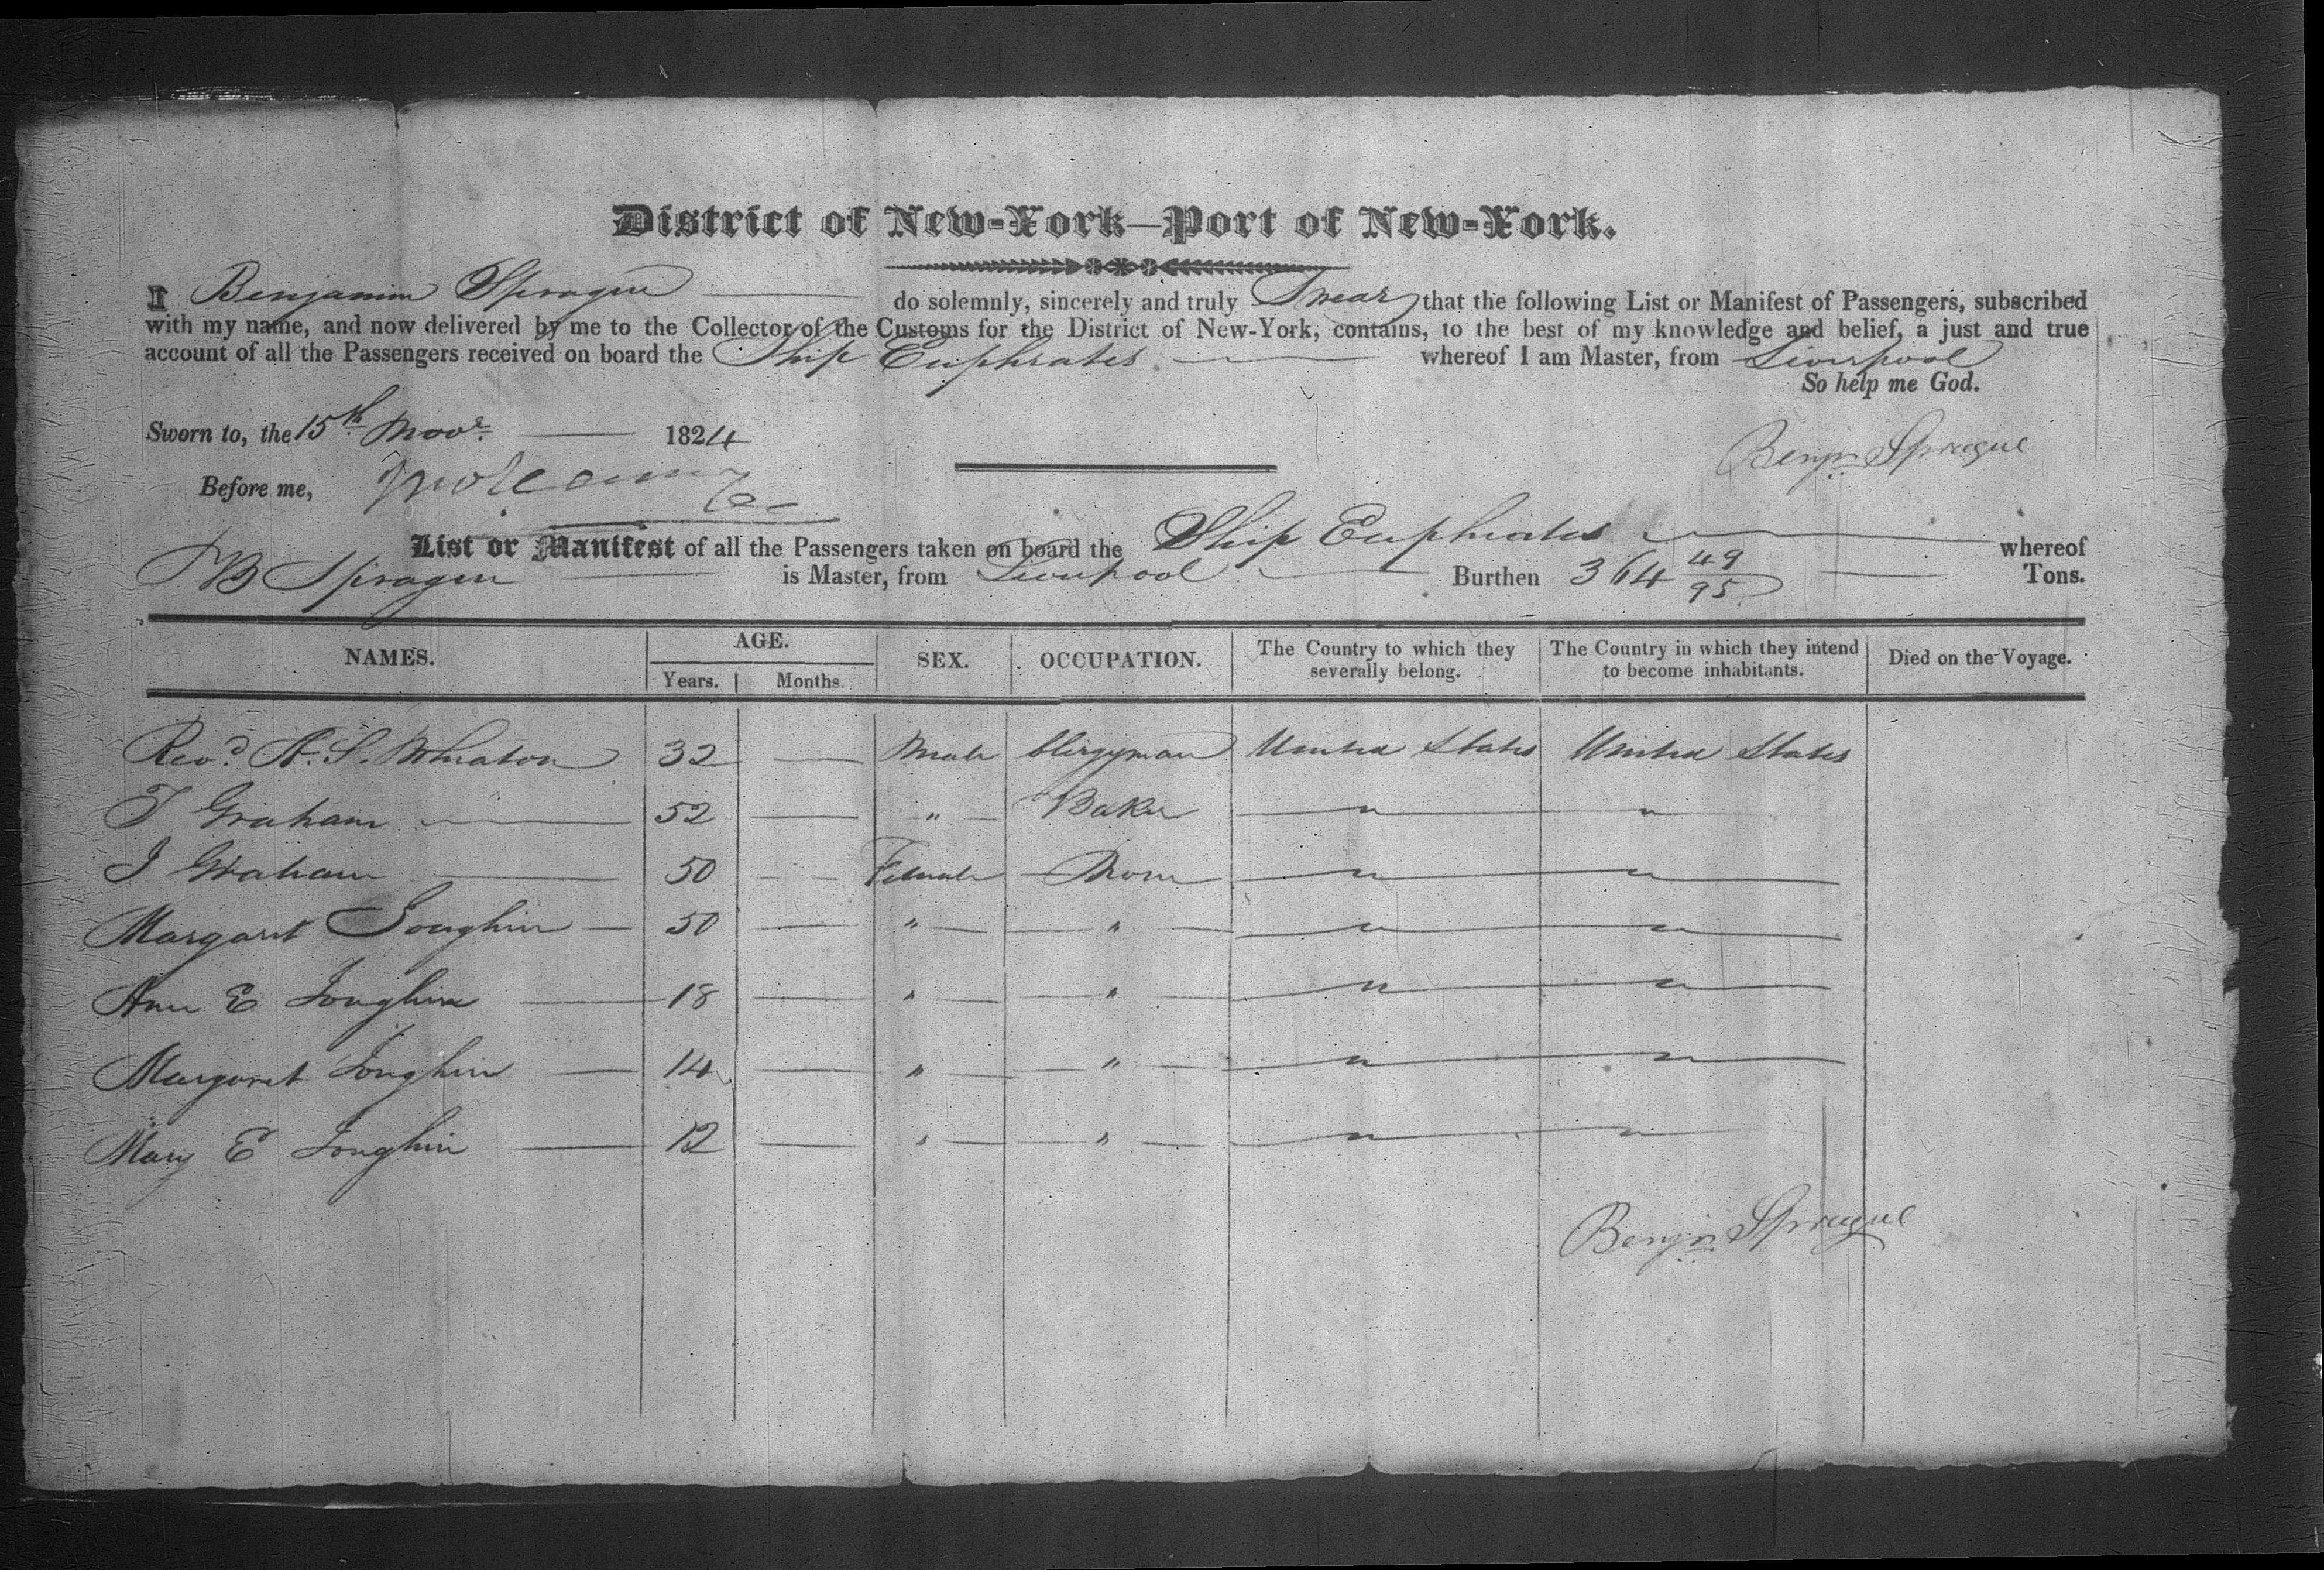 District of New-York—Port of New-York.
I Benjamin Sprague do solemnly, sincerely and truly Swear that the following List or Manifest of Passengers, subscribed
with my name, and now delivered by me to the Collector of the Customs for the District of New-York, contains, to the best of my knowledge and belief, a just and true
account of all the Passengers received on board the Ship Euphrates whereof I am Master, from Liverpool
So help me God.
Sworn to, the 15th Novr. 1824
Benjn Sprague
Before me,
List or Manifest of all the Passengers taken on board the Ship Euphrates whereof
B Sprague is Master, from Liverpool Burthen 364 49/95 Tons.
NAMES. AGE. SEX. OCCUPATION. The Country to which they severally belong. The Country in which they intend to become inhabitants. Died on the Voyage.
Years. Months.
Revd. N. S. Wheaton 32 — Male Clergyman United States United States
T Graham — 52 — " Baker " "
J Graham — 50 — Female None " "
Margaret Joughin — 50 — " " " "
Ann E Joughin — 18 — " " " "
Margaret Joughin — 14 — " " " "
Mary E Joughin — 12 — " " " "
Benjn Sprague